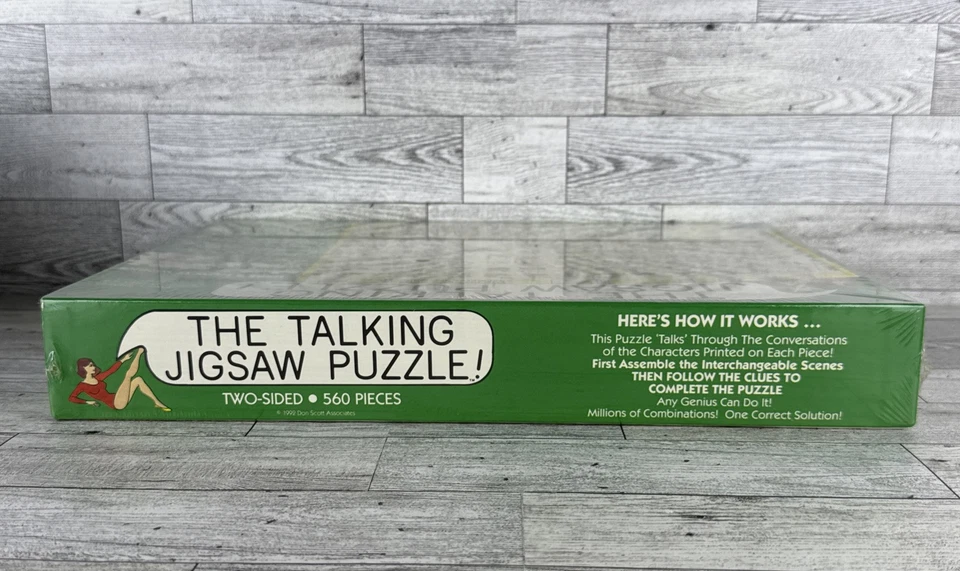 THE TALKING
JIGSAW PUZZLE!
TWO-SIDED ● 560 PIECES
© 1992 Don Scott Associates
HERE'S HOW IT WORKS ...
This Puzzle 'Talks' Through The Conversations
of the Characters Printed on Each Piece!
First Assemble the Interchangeable Scenes
THEN FOLLOW THE CLUES TO
COMPLETE THE PUZZLE
Any Genius Can Do It!
Millions of Combinations! One Correct Solution!